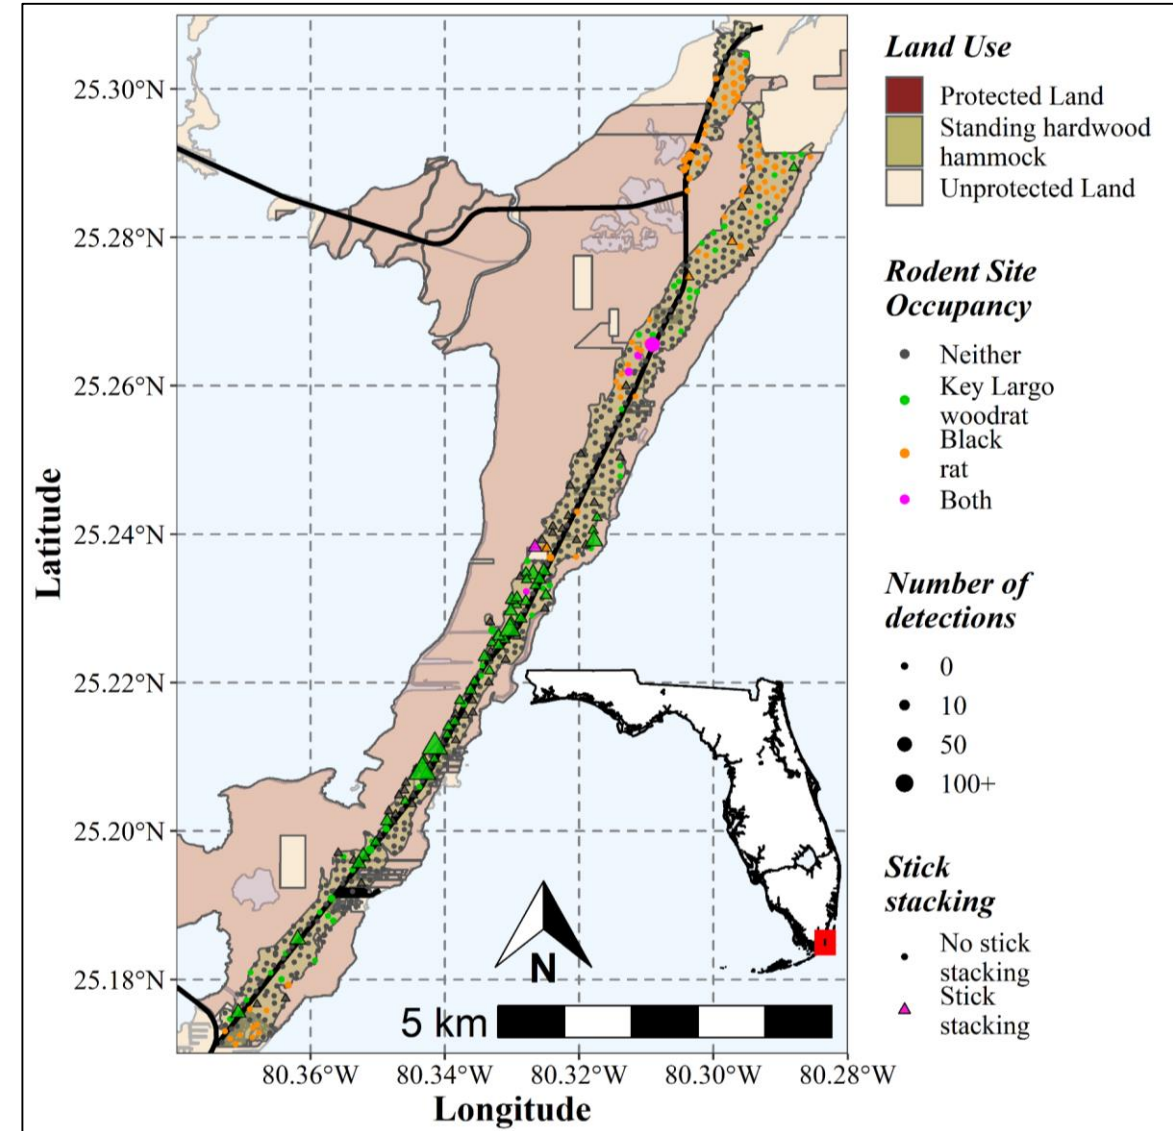 Land Use
Protected Land
Standing hardwood
hammock
Unprotected Land
Rodent Site
Occupancy
Neither
Key Largo
woodrat
Black
rat
Both
Number of
detections
0
10
50
100+
Stick
stacking
No stick
stacking
Stick
stacking
25.30°N
25.28°N
25.26°N
25.24°N
25.22°N
25.20°N
25.18°N
Latitude
N
5 km
80.36°W
80.34°W
80.32°W
80.30°W
80.28°W
Longitude